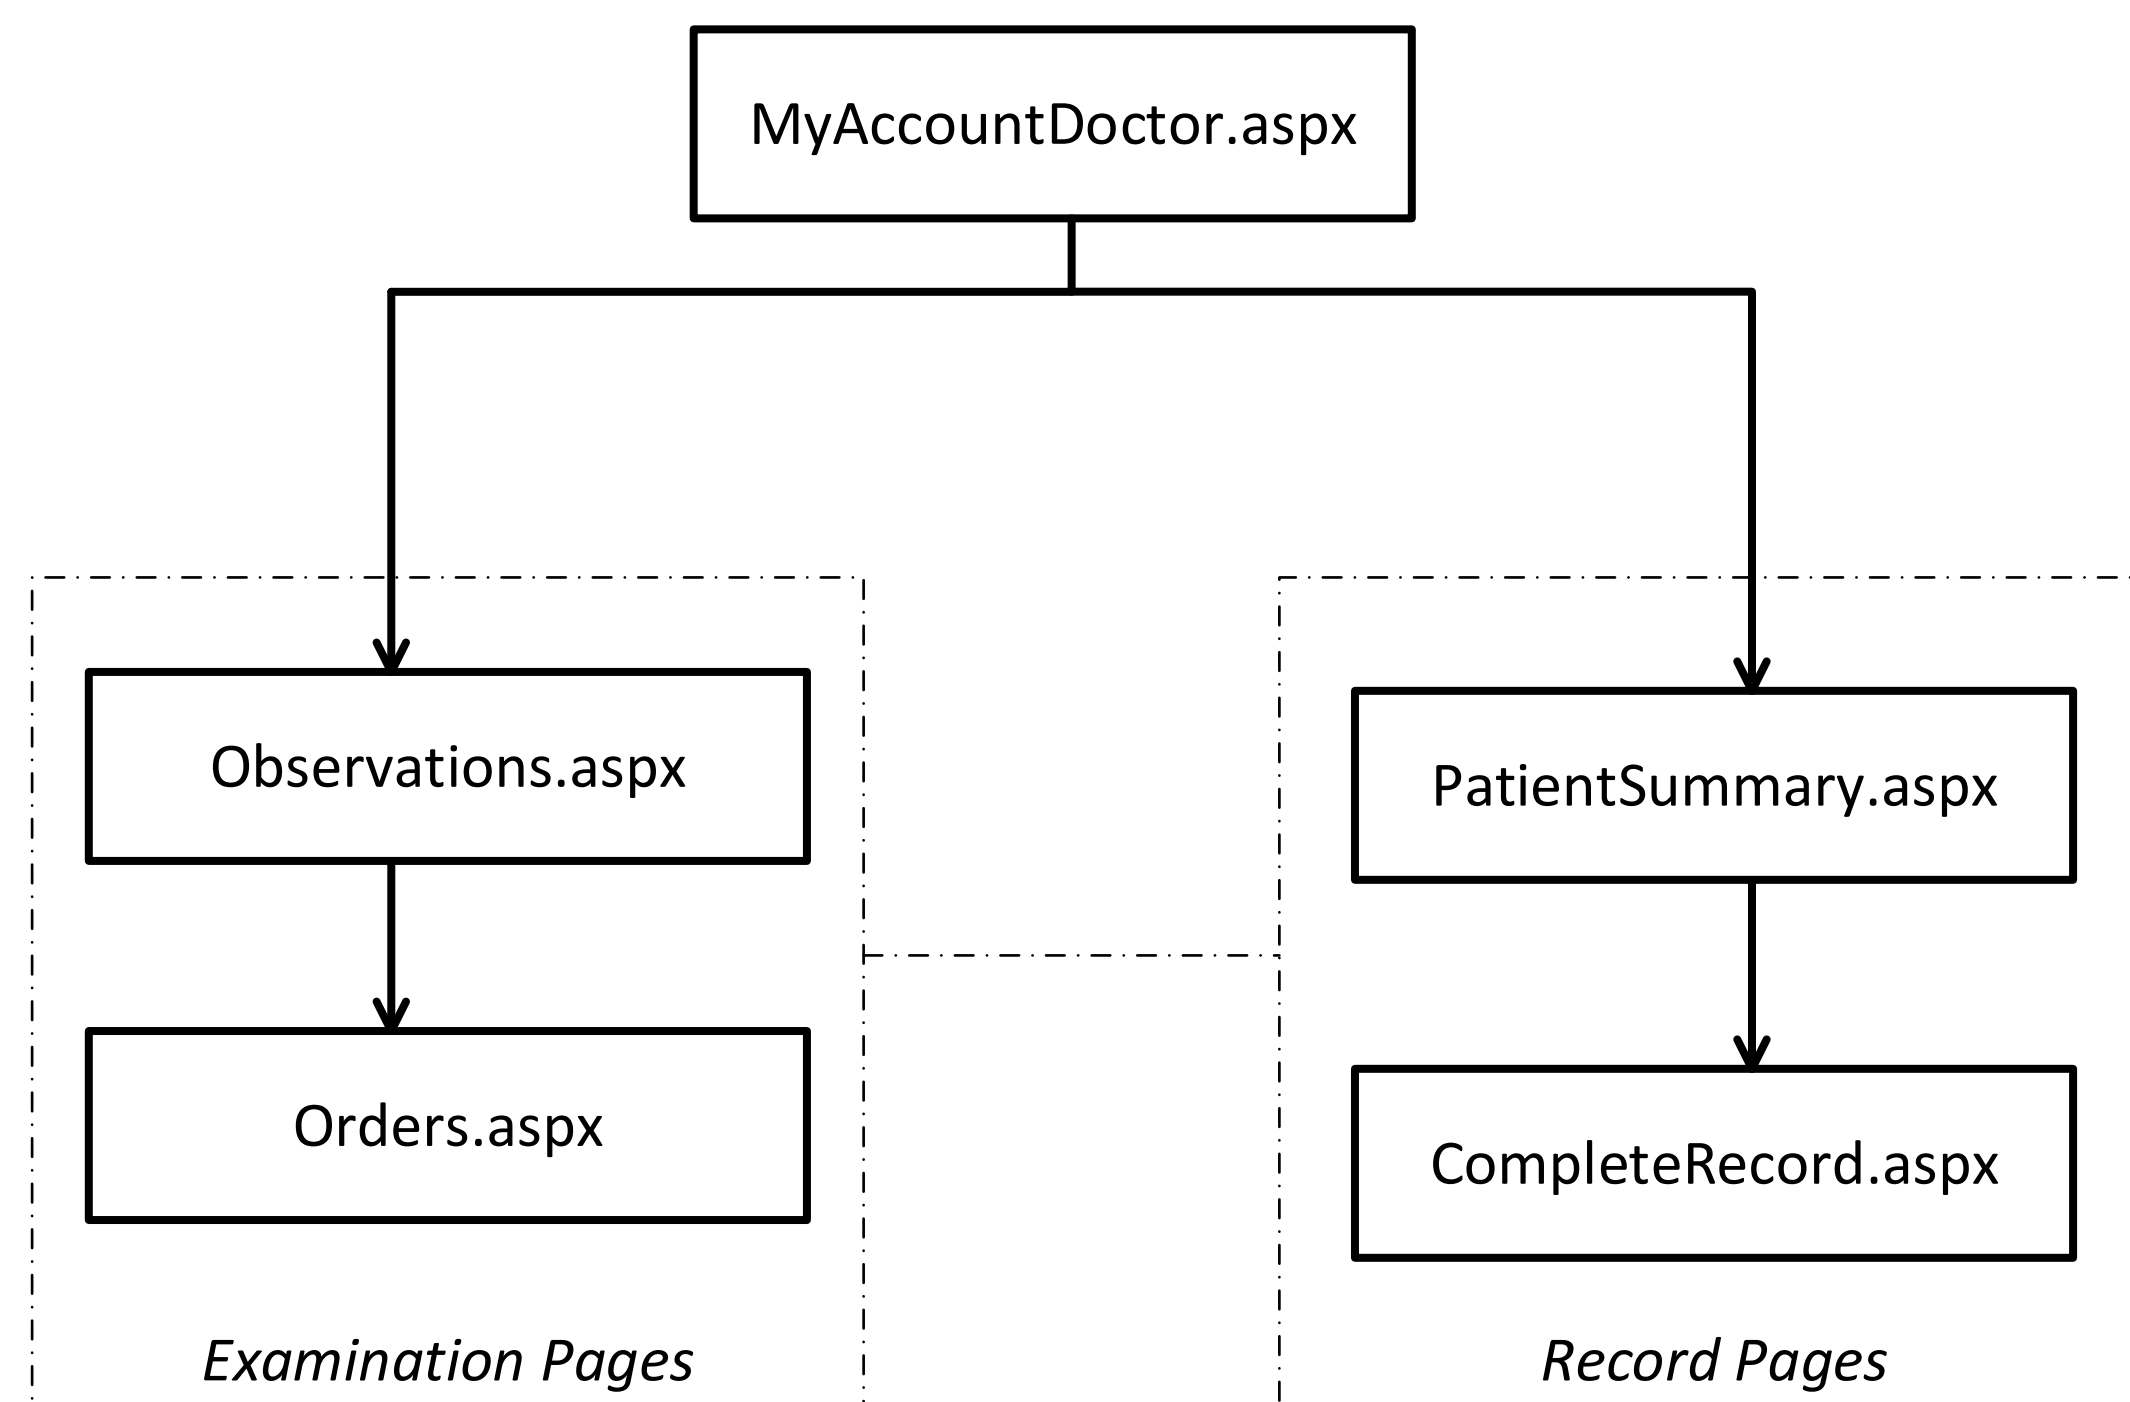 MyAccountDoctor.aspx
Observations.aspx
PatientSummary.aspx
Orders.aspx
CompleteRecord.aspx
Examination Pages
Record Pages